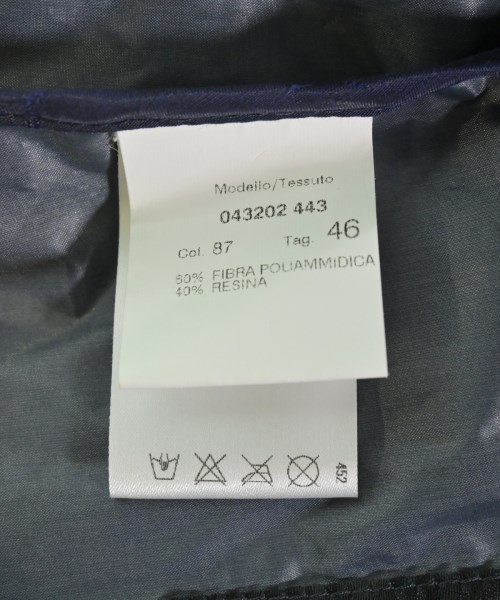 Modello/Tessuto
043202 443
Col. 87 Tag. 46
60% FIBRA POLIAMMIDICA
40% RESINA
452